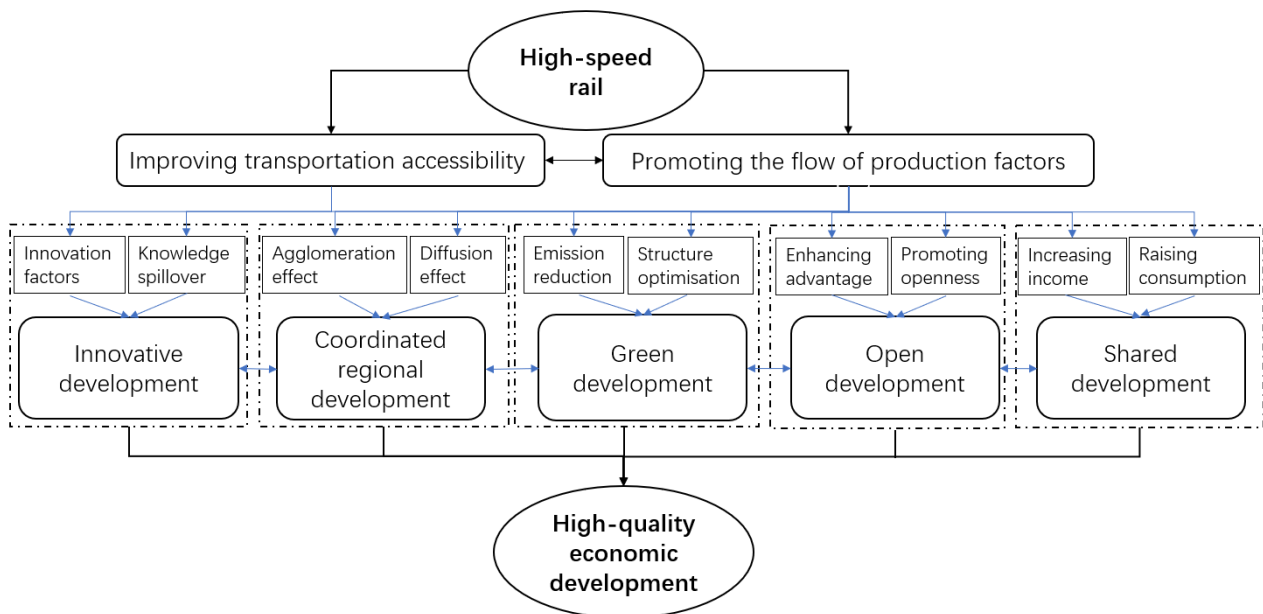 High-speed
rail
Improving transportation accessibility
Promoting the flow of production factors
Innovation
factors
Knowledge
spillover
Agglomeration
effect
Diffusion
effect
Emission
reduction
Structure
optimisation
Enhancing
advantage
Promoting
openness
Increasing
income
Raising
consumption
Innovative
development
Coordinated
regional
development
Green
development
Open
development
Shared
development
High-quality
economic
development